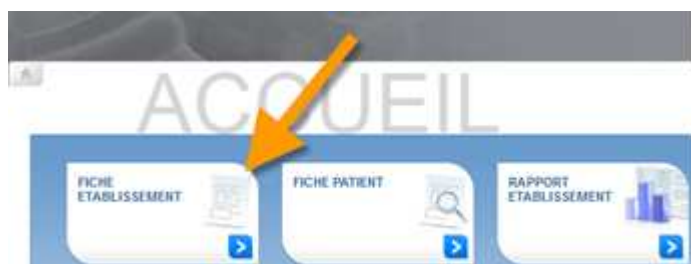 ACCUEIL
FICHE
ETABLISSEMENT
FICHE PATIENT
RAPPORT
ETABLISSEMENT